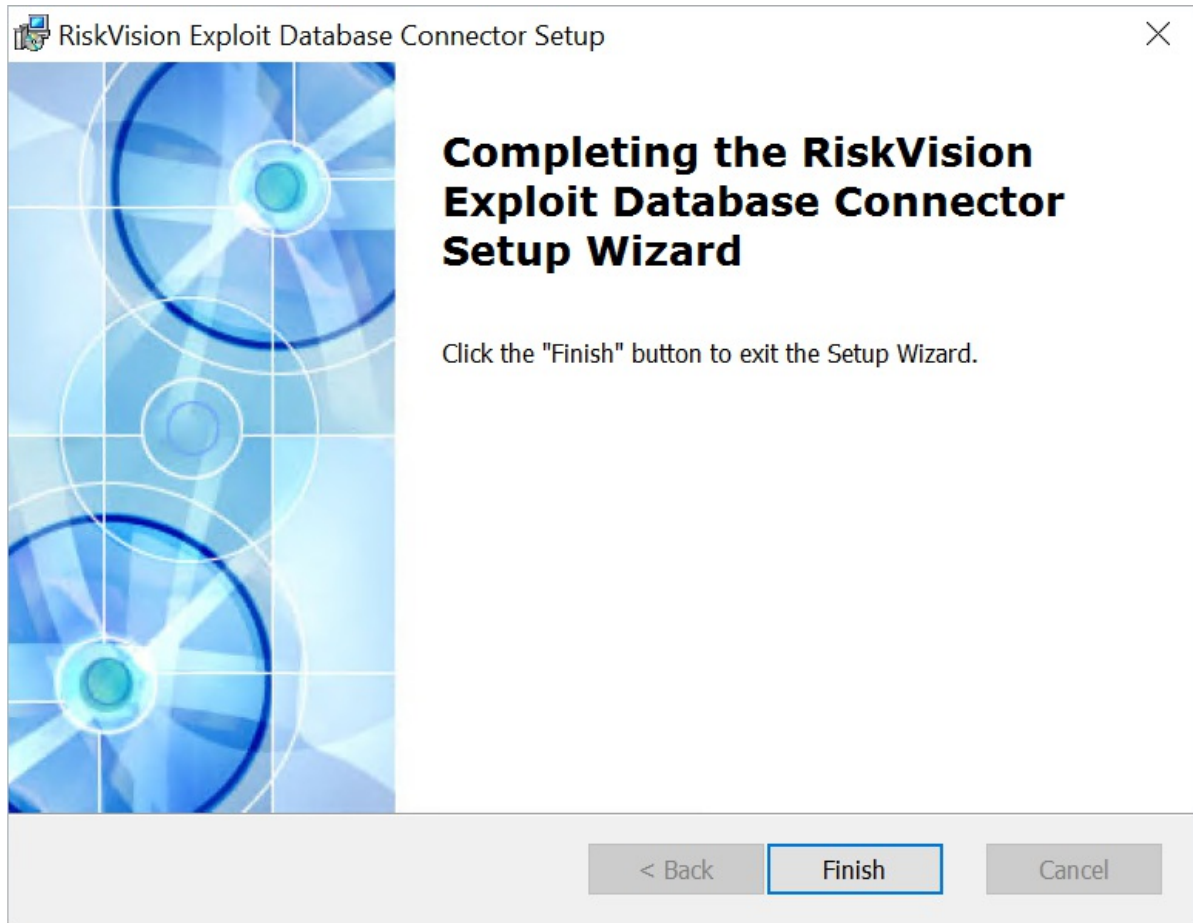 RiskVision Exploit Database Connector Setup
Completing the RiskVision
Exploit Database Connector
Setup Wizard
Click the "Finish" button to exit the Setup Wizard.
< Back
Finish
Cancel